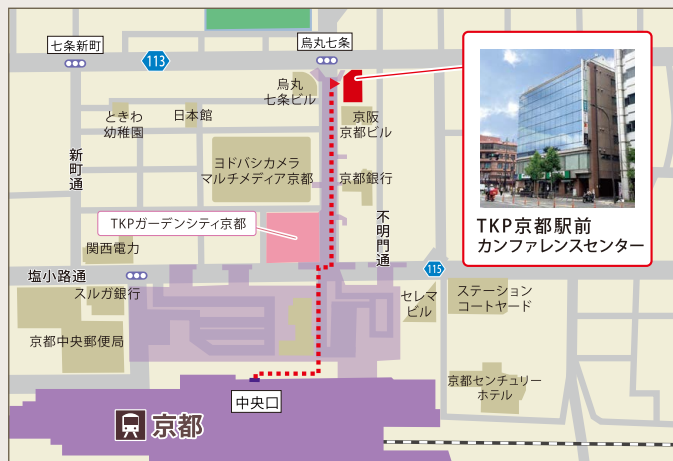 七条新町
113
烏丸七条
烏丸
七条ビル
ときわ
幼稚園
日本館
京阪
京都ビル
新町通
ヨドバシカメラ
マルチメディア京都
京都銀行
TKP京都駅前
カンファレンスセンター
TKPガーデンシティ京都
不明門通
関西電力
塩小路通
115
スルガ銀行
セレマ
ビル
ステーション
コートヤード
京都中央郵便局
京都センチュリー
ホテル
中央口
京都